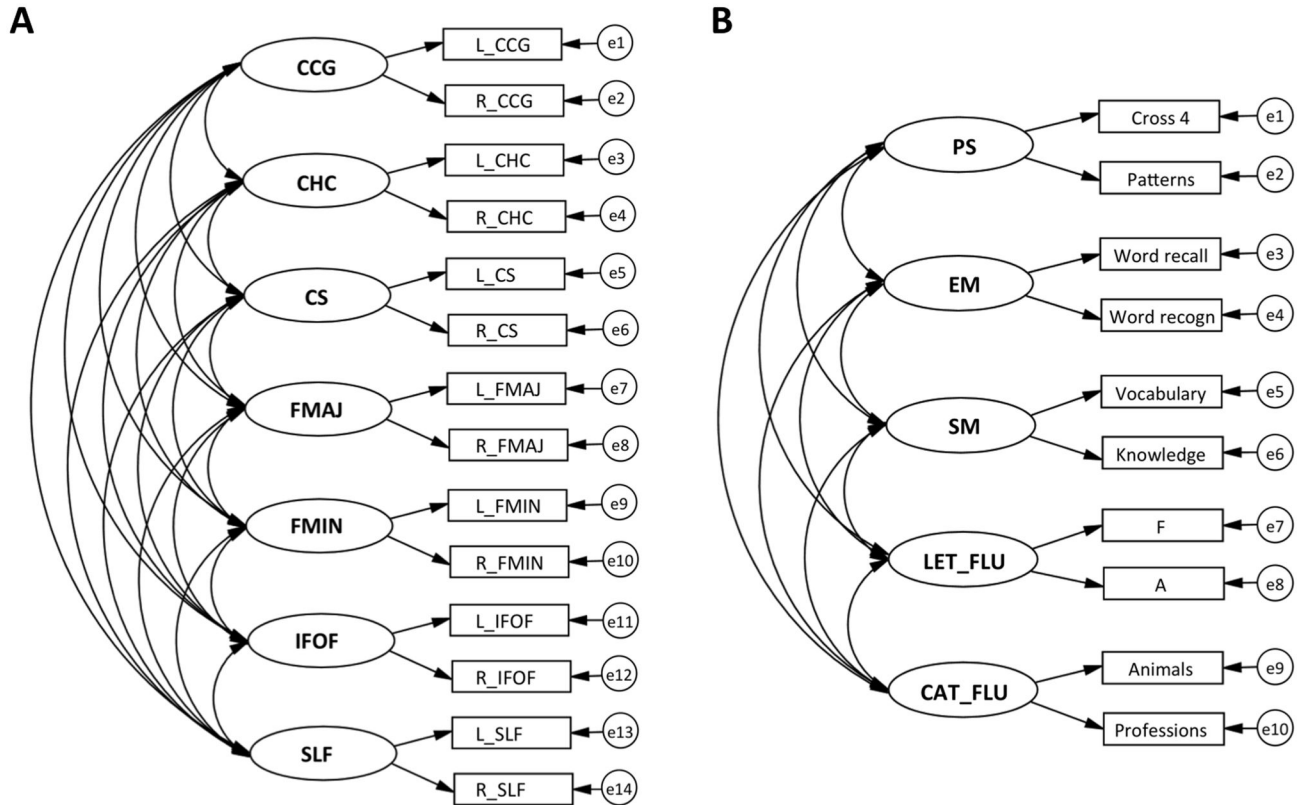 A
CCG
L_CCG
e1
R_CCG
e2
CHC
L_CHC
e3
R_CHC
e4
CS
L_CS
e5
R_CS
e6
FMAJ
L_FMAJ
e7
R_FMAJ
e8
FMIN
L_FMIN
e9
R_FMIN
e10
IFOF
L_IFOF
e11
R_IFOF
e12
SLF
L_SLF
e13
R_SLF
e14
B
PS
Cross 4
e1
Patterns
e2
EM
Word recall
e3
Word recogn
e4
SM
Vocabulary
e5
Knowledge
e6
LET_FLU
F
e7
A
e8
CAT_FLU
Animals
e9
Professions
e10